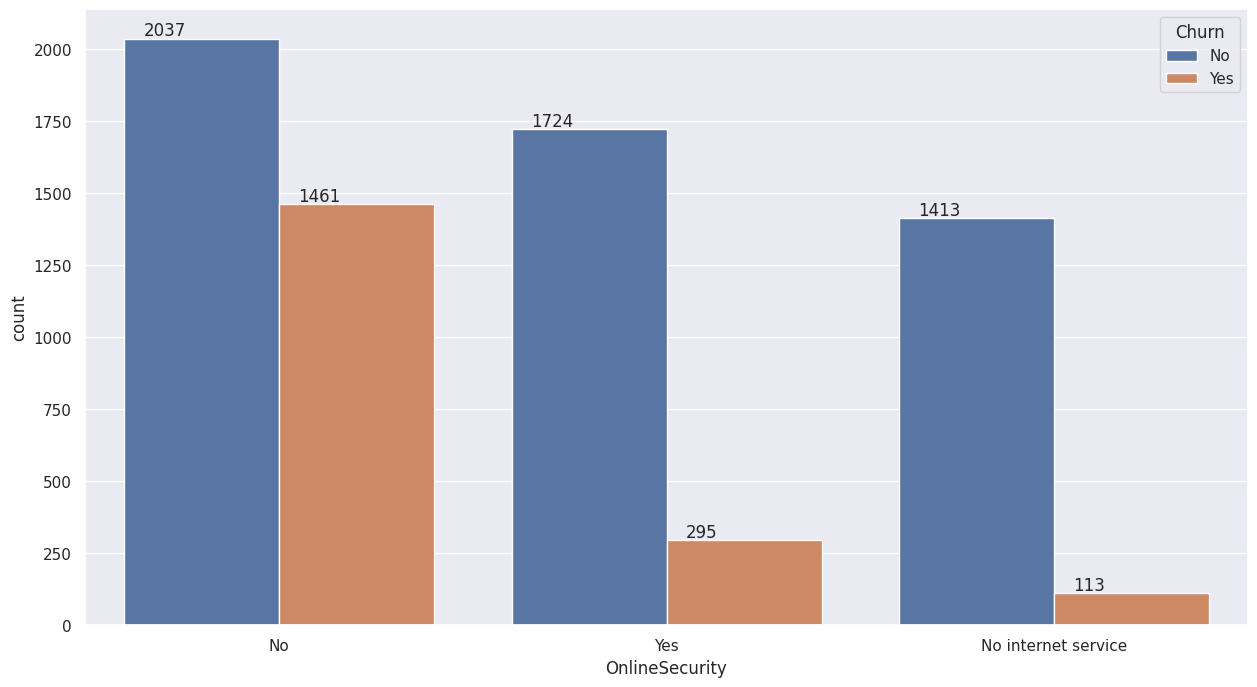 2037
2000
1750
1500
1250
1000
750
500
250
0
count
1461
1724
295
1413
113
Churn
No
Yes
No
Yes
No internet service
OnlineSecurity